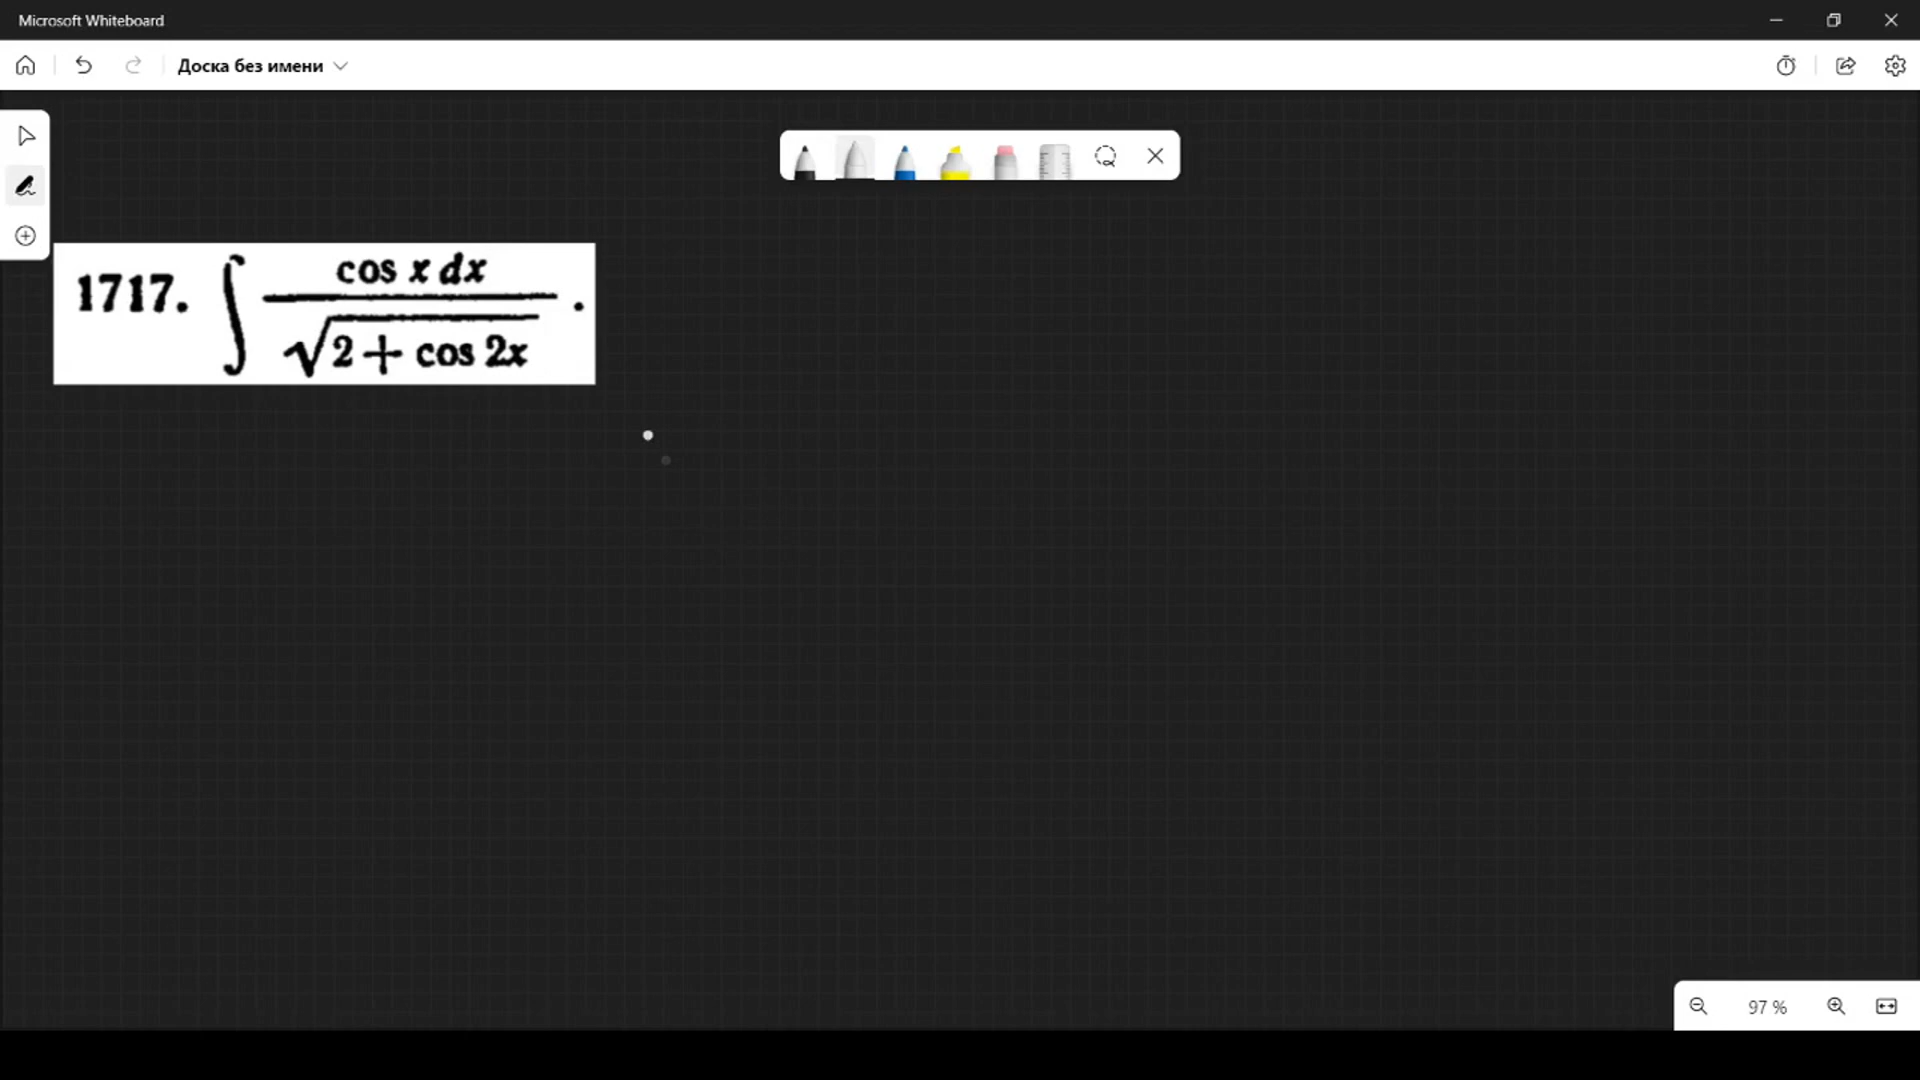 Microsoft Whiteboard
Доска без имени
1717. ∫ cos x dx / √(2 + cos 2x) .
97 %